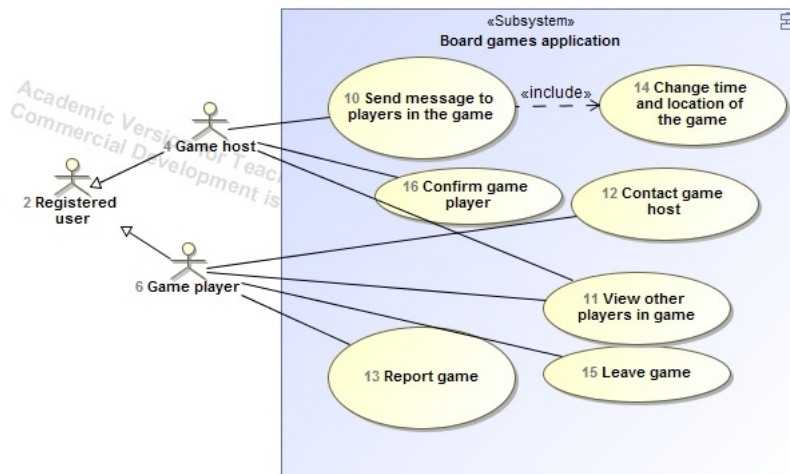 «Subsystem»
Board games application
10 Send message to
players in the game
«include»
14 Change time
and location of
the game
Academic Version for Teac
Commercial Development is
4 Game host
16 Confirm game
player
12 Contact game
host
2 Registered
user
6 Game player
11 View other
players in game
13 Report game
15 Leave game